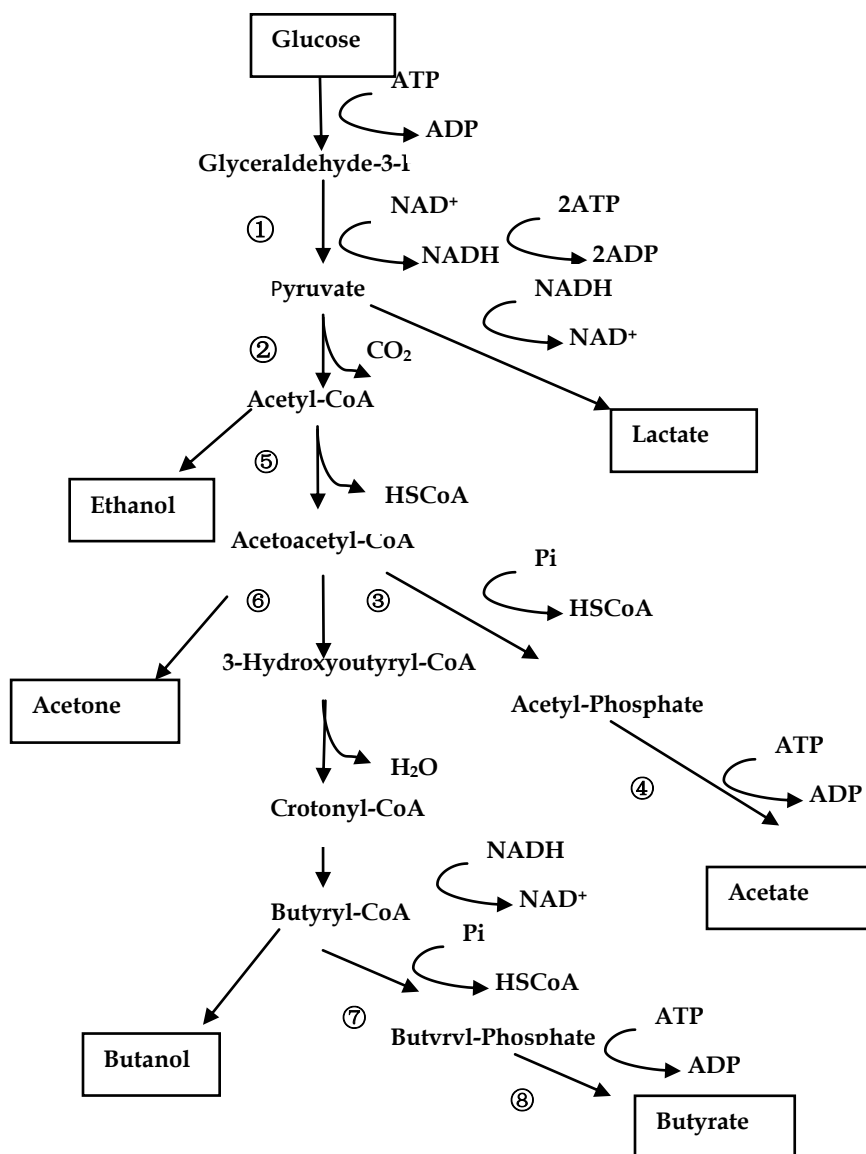 Glucose
ATP
ADP
Glyceraldehyde-3-
① NAD⁺ 2ATP
NADH 2ADP
Pyruvate NADH
② CO₂ NAD⁺
Acetyl-CoA
Lactate
⑤
Ethanol HSCoA
Acetoacetyl-CoA
Pi
⑥ ③ HSCoA
3-Hydroxyoutyryl-CoA
Acetone Acetyl-Phosphate
ATP
H₂O
④ ADP
Crotonyl-CoA
NADH
Acetate
NAD⁺
Butyryl-CoA
Pi
HSCoA
⑦ ATP
Butyryl-Phosphate
Butanol ADP
⑧
Butyrate